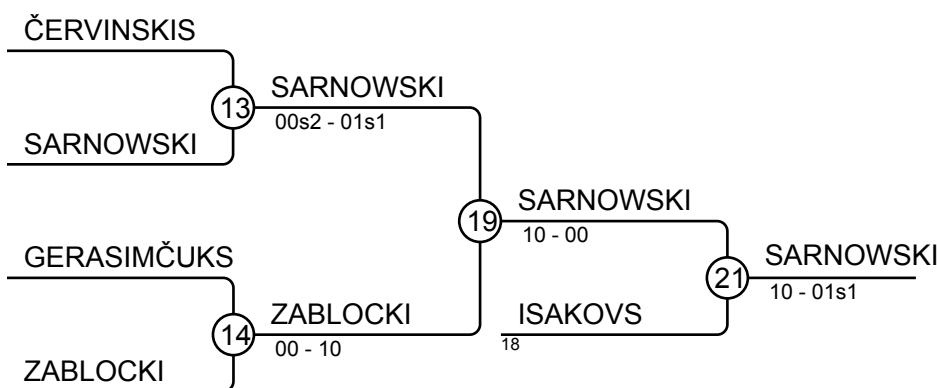 ČERVINSKIS
13
SARNOWSKI
00s2 - 01s1
SARNOWSKI
19
SARNOWSKI
10 - 00
GERASIMČUKS
21
SARNOWSKI
10 - 01s1
14
ZABLOCKI
00 - 10
ISAKOVS
18
ZABLOCKI